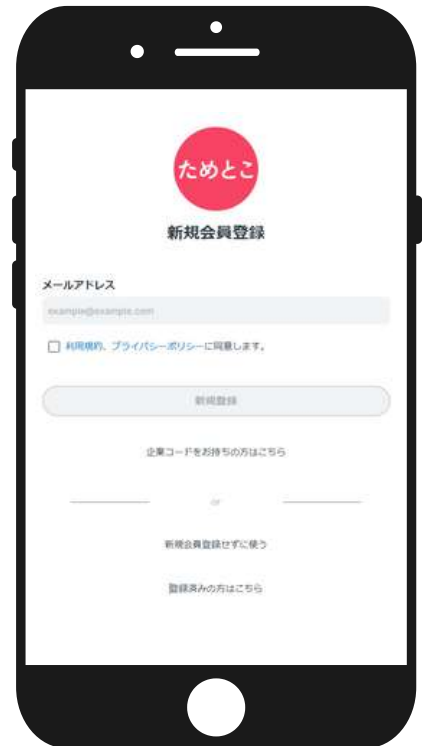 ためとこ
新規会員登録
メールアドレス
example@example.com
利用規約、プライバシーポリシーに同意します。
新規登録
企業コードをお持ちの方はこちら
or
新規会員登録せずに使う
登録済みの方はこちら